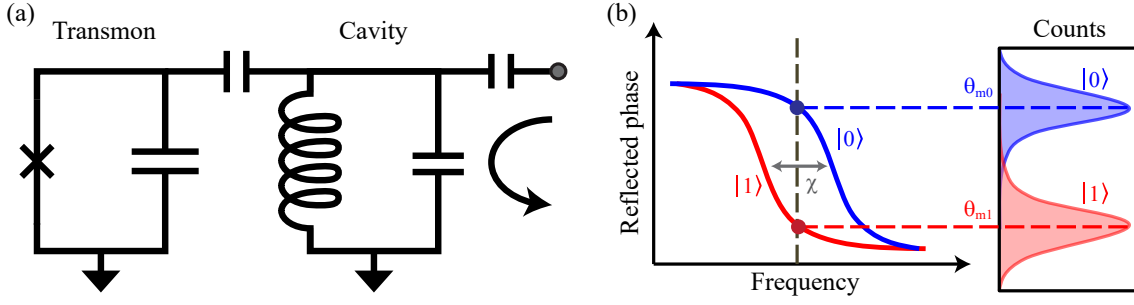 (a)
Transmon
Cavity
(b)
Reflected phase
Frequency
|0⟩
|1⟩
χ
θm0
θm1
Counts
|0⟩
|1⟩